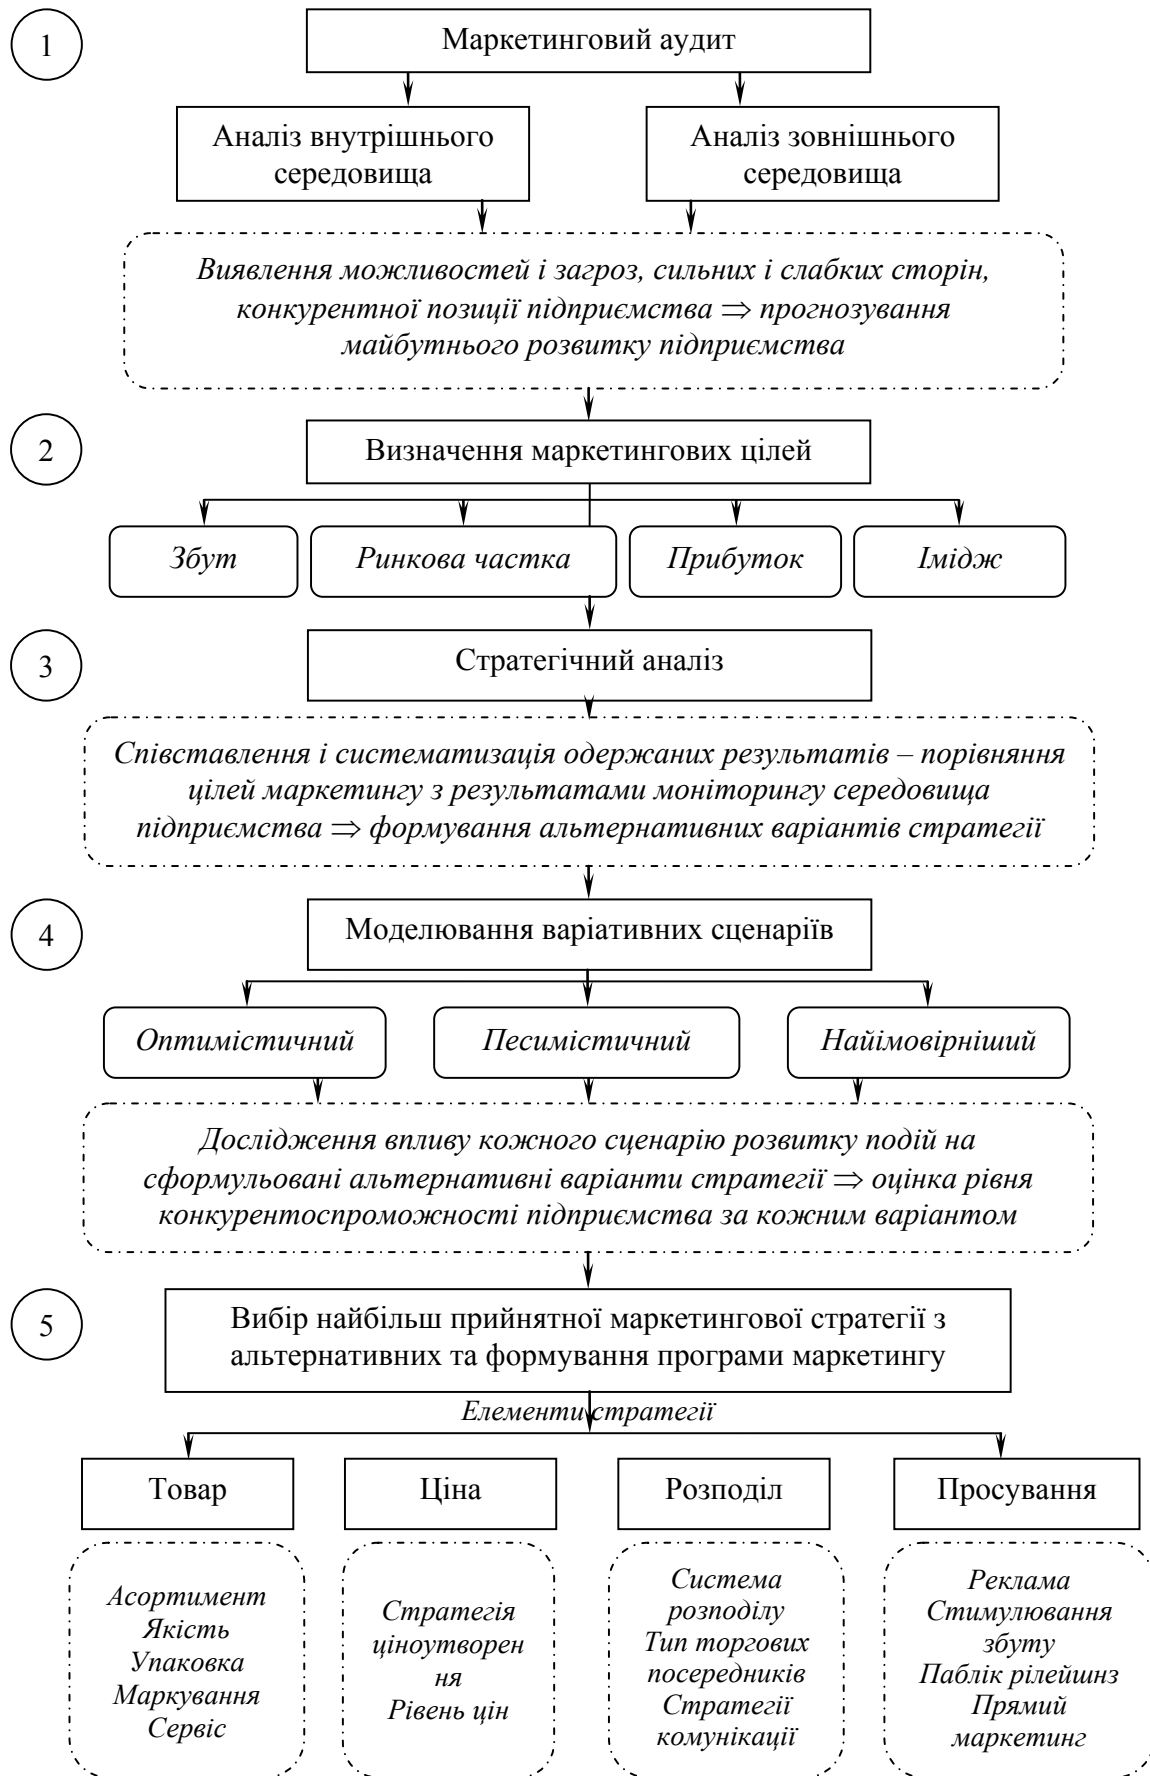 1
Маркетинговий аудит
Аналіз внутрішнього
середовища
Аналіз зовнішнього
середовища
Виявлення можливостей і загроз, сильних і слабких сторін,
конкурентної позиції підприємства ⇒ прогнозування
майбутнього розвитку підприємства
2
Визначення маркетингових цілей
Збут
Ринкова частка
Прибуток
Імідж
3
Стратегічний аналіз
Співставлення і систематизація одержаних результатів – порівняння
цілей маркетингу з результатами моніторингу середовища
підприємства ⇒ формування альтернативних варіантів стратегії
4
Моделювання варіативних сценаріїв
Оптимістичний
Песимістичний
Найімовірніший
Дослідження впливу кожного сценарію розвитку подій на
сформульовані альтернативні варіанти стратегії ⇒ оцінка рівня
конкурентоспроможності підприємства за кожним варіантом
5
Вибір найбільш прийнятної маркетингової стратегії з
альтернативних та формування програми маркетингу
Елементи стратегії
Товар
Ціна
Розподіл
Просування
Асортимент
Якість
Упаковка
Маркування
Сервіс
Стратегія
ціноутворен
ня
Рівень цін
Система
розподілу
Тип торгових
посередників
Стратегії
комунікації
Реклама
Стимулювання
збуту
Паблік рілейшнз
Прямий
маркетинг